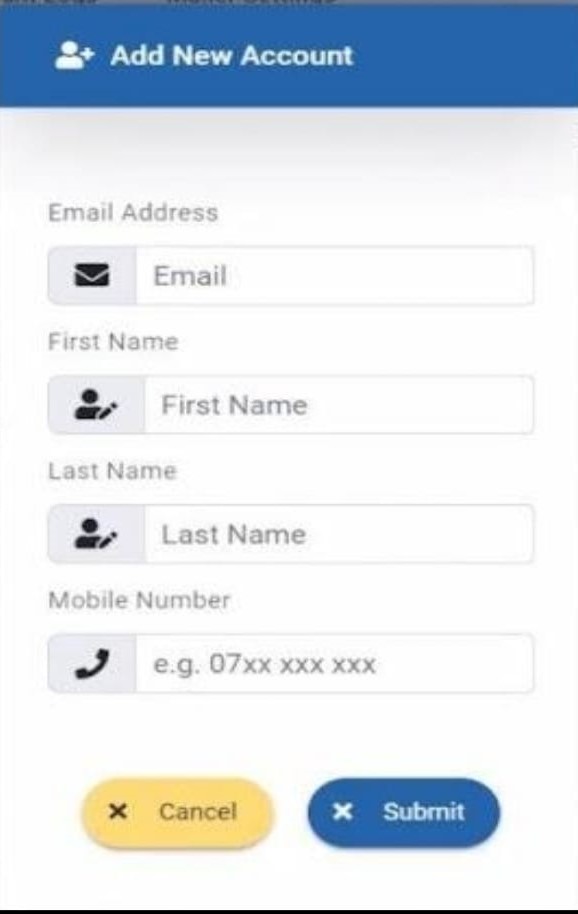 Add New Account
Email Address
Email
First Name
First Name
Last Name
Last Name
Mobile Number
e.g. 07xx xxx xxx
Cancel
Submit